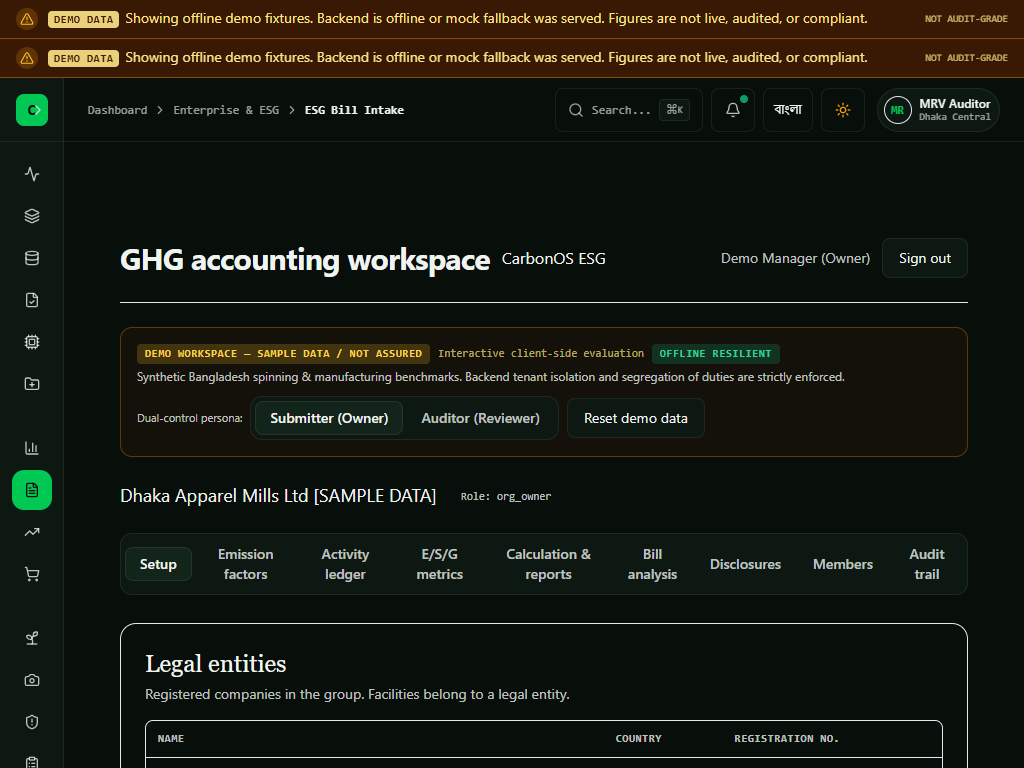 DEMO DATA Showing offline demo fixtures. Backend is offline or mock fallback was served. Figures are not live, audited, or compliant. NOT AUDIT-GRADE
DEMO DATA Showing offline demo fixtures. Backend is offline or mock fallback was served. Figures are not live, audited, or compliant. NOT AUDIT-GRADE
C
Dashboard > Enterprise & ESG > ESG Bill Intake
Search... ⌘K
বাংলা
MR
MRV Auditor
Dhaka Central
GHG accounting workspace CarbonOS ESG
Demo Manager (Owner) Sign out
DEMO WORKSPACE — SAMPLE DATA / NOT ASSURED Interactive client-side evaluation OFFLINE RESILIENT
Synthetic Bangladesh spinning & manufacturing benchmarks. Backend tenant isolation and segregation of duties are strictly enforced.
Dual-control persona: Submitter (Owner) Auditor (Reviewer) Reset demo data
Dhaka Apparel Mills Ltd [SAMPLE DATA] Role: org_owner
Setup
Emission
factors
Activity
ledger
E/S/G
metrics
Calculation &
reports
Bill
analysis
Disclosures
Members
Audit
trail
Legal entities
Registered companies in the group. Facilities belong to a legal entity.
NAME COUNTRY REGISTRATION NO.